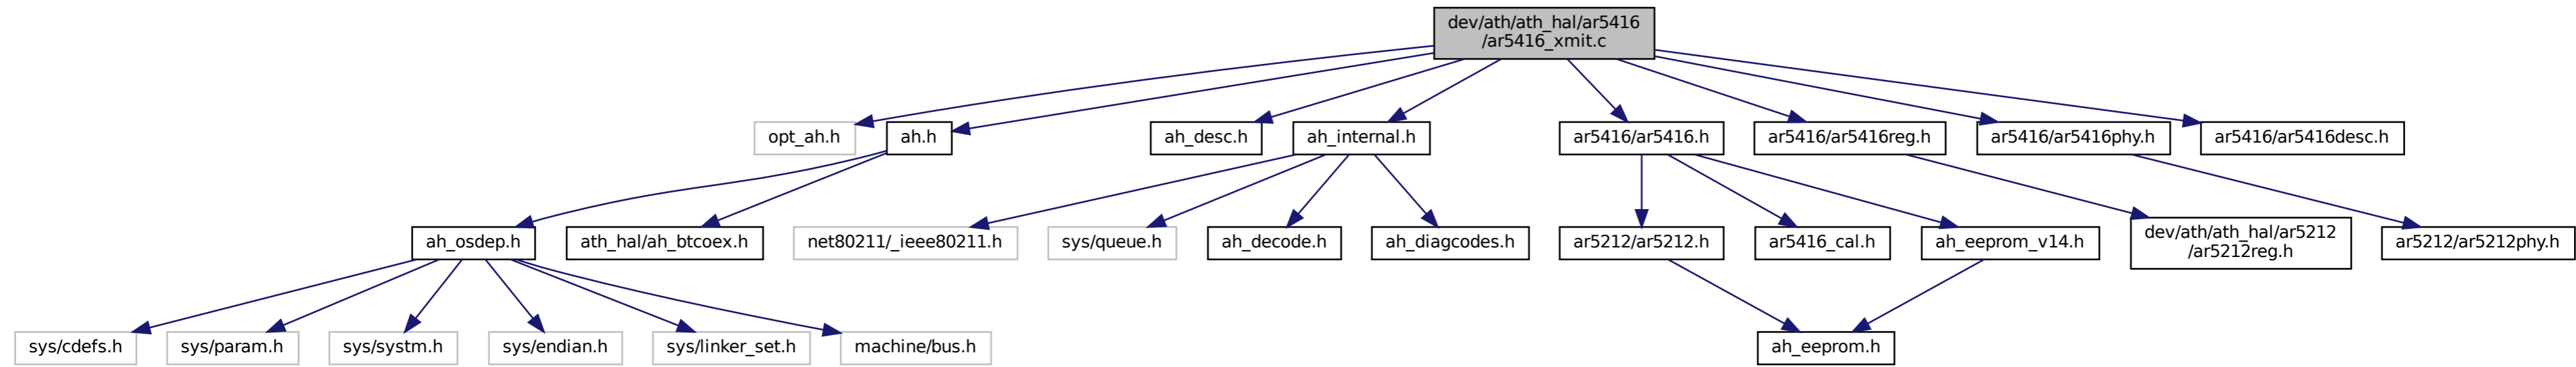 dev/ath/ath_hal/ar5416
/ar5416_xmit.c
opt_ah.h
ah.h
ah_desc.h
ah_internal.h
ar5416/ar5416.h
ar5416/ar5416reg.h
ar5416/ar5416phy.h
ar5416/ar5416desc.h
ah_osdep.h
ath_hal/ah_btcoex.h
net80211/_ieee80211.h
sys/queue.h
ah_decode.h
ah_diagcodes.h
ar5212/ar5212.h
ar5416_cal.h
ah_eeprom_v14.h
dev/ath/ath_hal/ar5212
/ar5212reg.h
ar5212/ar5212phy.h
sys/cdefs.h
sys/param.h
sys/systm.h
sys/endian.h
sys/linker_set.h
machine/bus.h
ah_eeprom.h